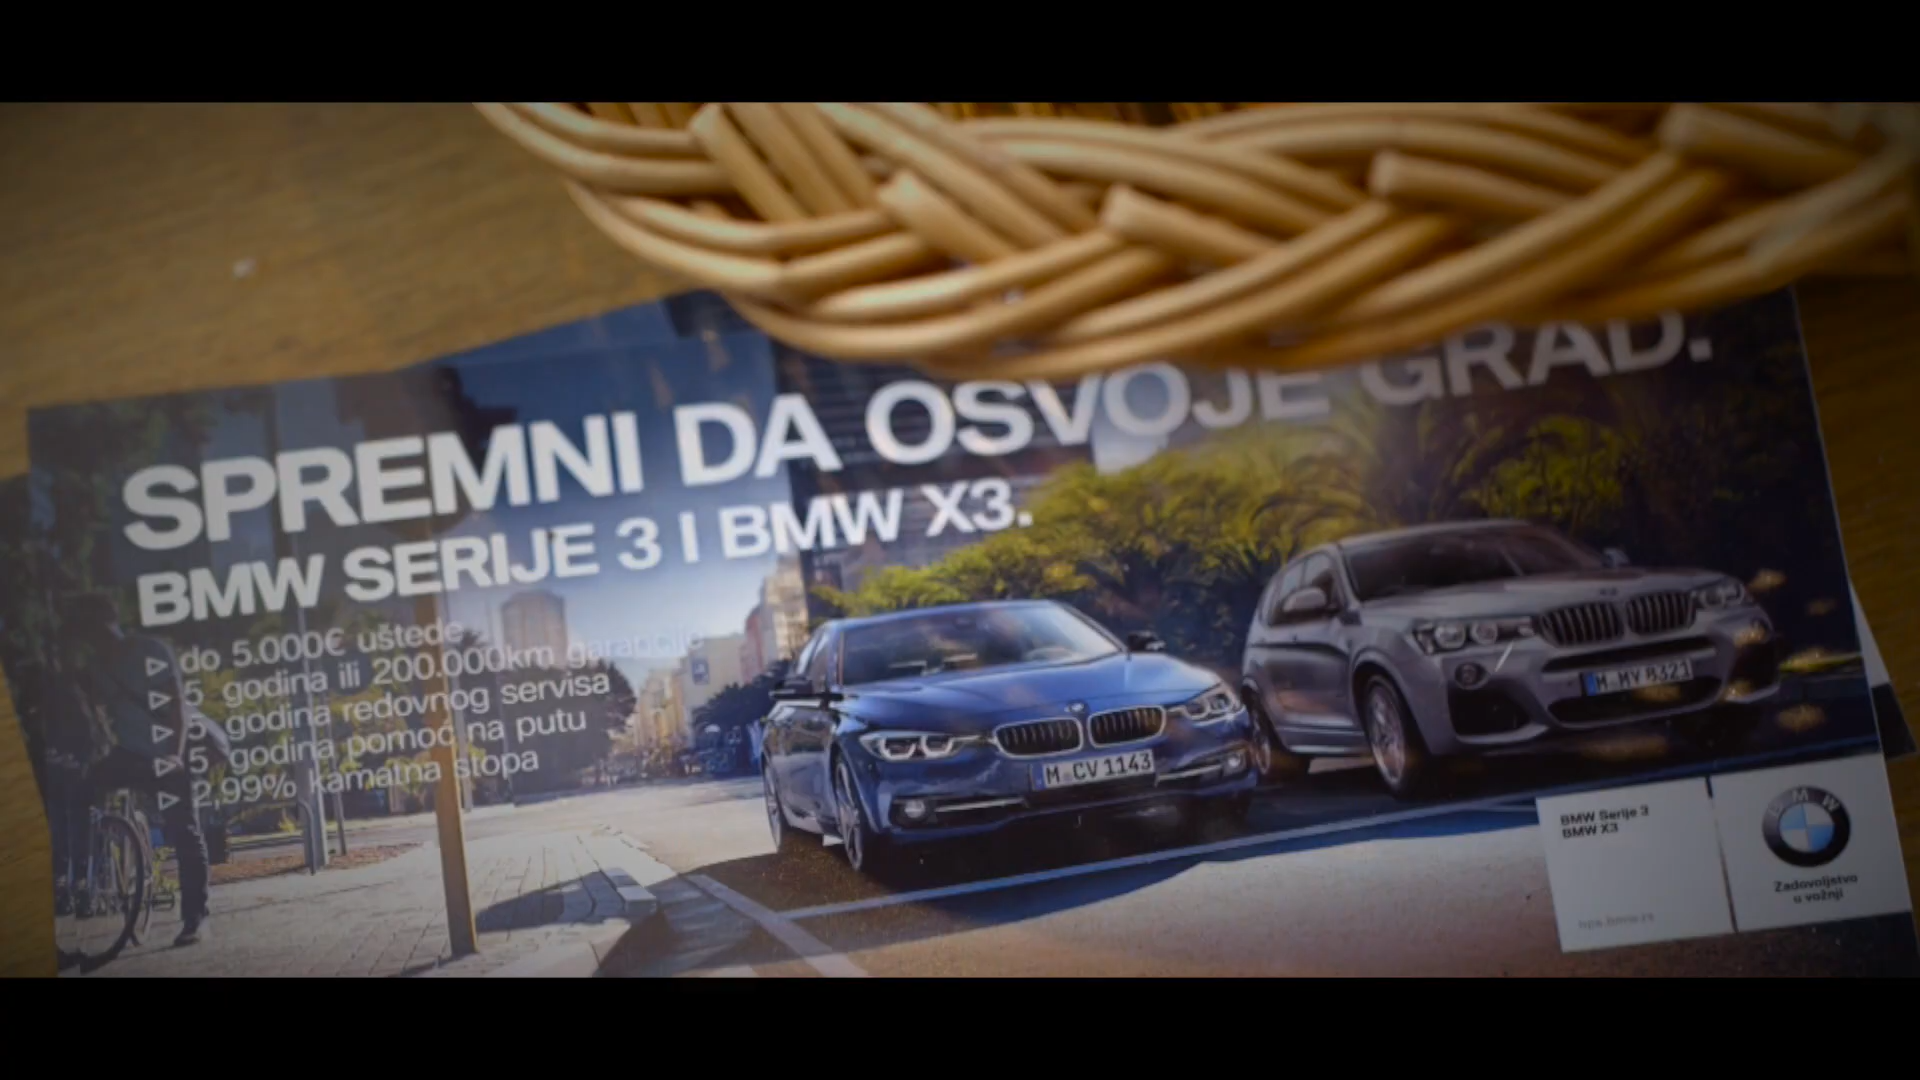 SPREMNI DA OSVOJE GRAD.
BMW SERIJE 3 I BMW X3.
do 5.000€ uštede
5 godina ili 200.000km garancije
5 godina redovnog servisa
5 godina pomoć na putu
2,99% kamatna stopa
M CV 1143
M MY 8321
BMW Serije 3
BMW X3
BMW
Zadovoljstvo
u vožnji